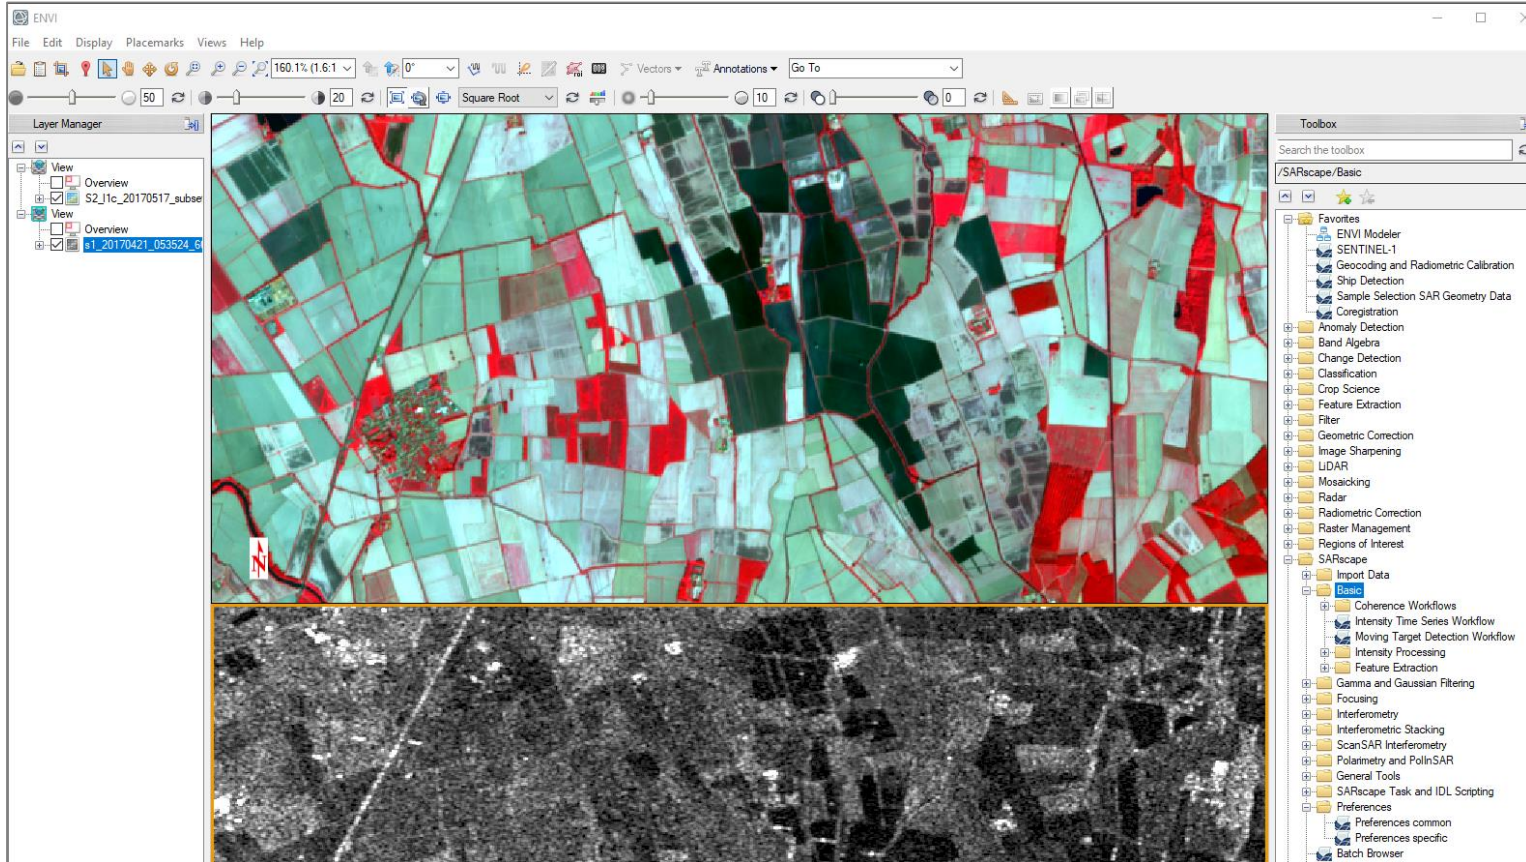 ENVI
File Edit Display Placemarks Views Help
160.1% (1.6:1 0° Vectors Annotations Go To
50 20 Square Root 10 0
Layer Manager
View
Overview
S2_l1c_20170517_subse
View
Overview
s1_20170421_053524_6
N
Toolbox
Search the toolbox
/SARscape/Basic
Favorites
ENVI Modeler
SENTINEL-1
Geocoding and Radiometric Calibration
Ship Detection
Sample Selection SAR Geometry Data
Coregistration
Anomaly Detection
Band Algebra
Change Detection
Classification
Crop Science
Feature Extraction
Filter
Geometric Correction
Image Sharpening
LiDAR
Mosaicking
Radar
Radiometric Correction
Raster Management
Regions of Interest
SARscape
Import Data
Basic
Coherence Workflows
Intensity Time Series Workflow
Moving Target Detection Workflow
Intensity Processing
Feature Extraction
Gamma and Gaussian Filtering
Focusing
Interferometry
Interferometric Stacking
ScanSAR Interferometry
Polarimetry and PolInSAR
General Tools
SARscape Task and IDL Scripting
Preferences
Preferences common
Preferences specific
Batch Browser